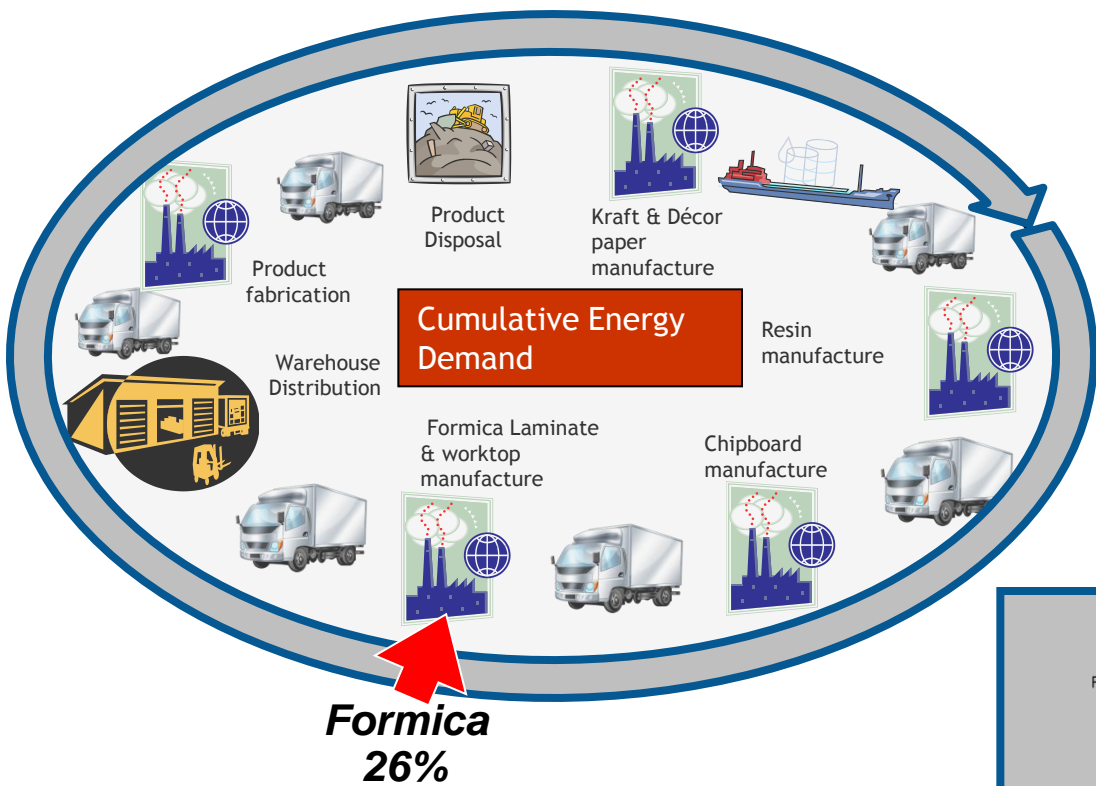 Product
Disposal
Kraft & Décor
paper
manufacture
Product
fabrication
Cumulative Energy
Demand
Resin
manufacture
Warehouse
Distribution
Formica Laminate
& worktop
manufacture
Chipboard
manufacture
Formica
26%